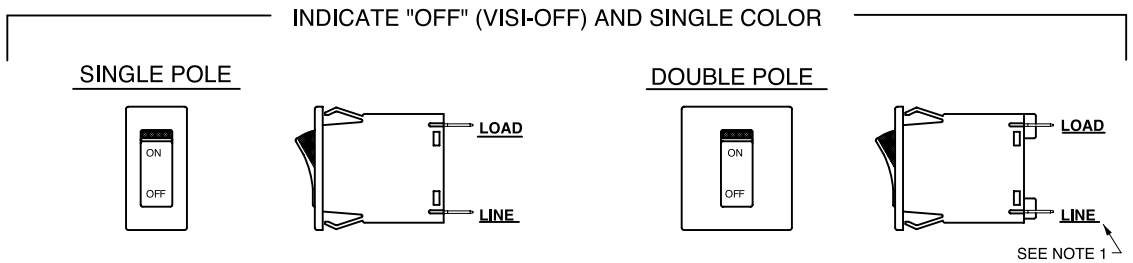 INDICATE "OFF" (VISI-OFF) AND SINGLE COLOR
SINGLE POLE
DOUBLE POLE
ON
OFF
LOAD
LINE
ON
OFF
LOAD
LINE
SEE NOTE 1